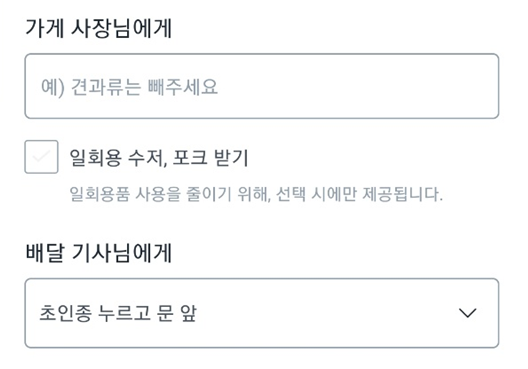 가게 사장님에게
예) 견과류는 빼주세요
일회용 수저, 포크 받기
일회용품 사용을 줄이기 위해, 선택 시에만 제공됩니다.
배달 기사님에게
초인종 누르고 문 앞